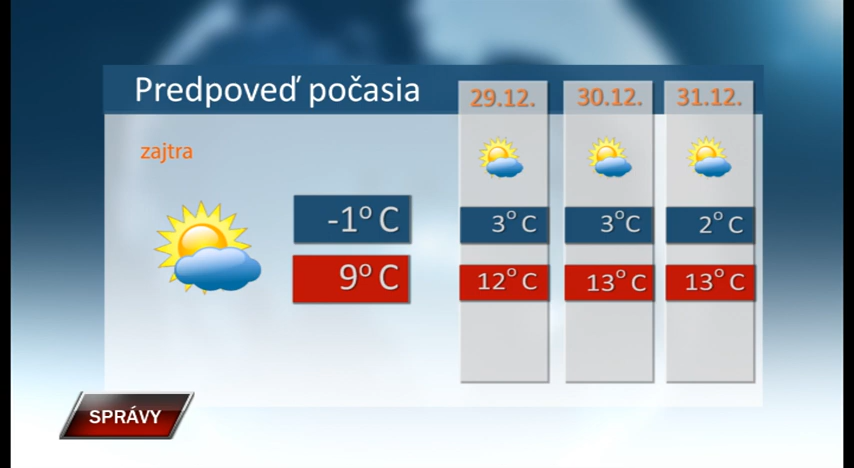 Predpoveď počasia
zajtra
-1° C
9° C
29.12.
3° C
12° C
30.12.
3°C
13° C
31.12.
2° C
13° C
SPRÁVY